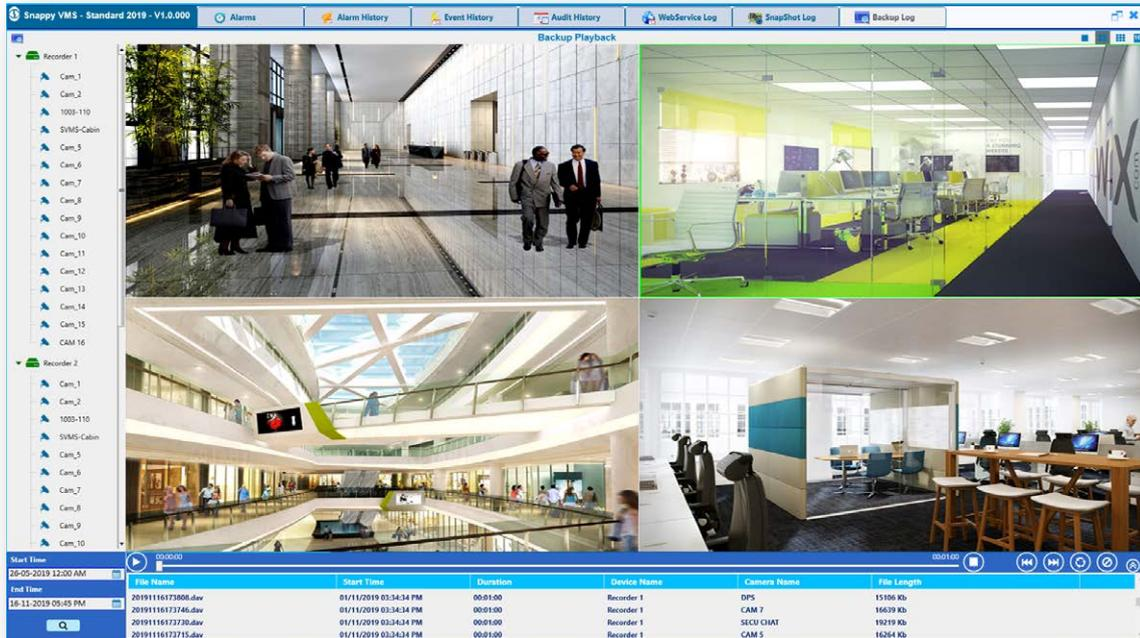 Snappy VMS - Standard 2019 - V1.0.000
Alarms
Alarm History
Event History
Audit History
WebService Log
SnapShot Log
Backup Log
Backup Playback
Recorder 1
Cam_1
Cam_2
1003-110
SVMS-Cabin
Cam_5
Cam_6
Cam_7
Cam_8
Cam_9
Cam_10
Cam_11
Cam_12
Cam_13
Cam_14
Cam_15
CAM 16
Recorder 2
Cam_1
Cam_2
1003-110
SVMS-Cabin
Cam_5
Cam_6
Cam_7
Cam_8
Cam_9
Cam_10
Start Time
26-05-2019 12:00 AM
End Time
16-11-2019 05:45 PM
00:00:00
00:01:00
File Name Start Time Duration Device Name Camera Name File Length
20191116173808.dav 01/11/2019 03:34:34 PM 00:01:00 Recorder 1 DPS 15106 Kb
20191116173746.dav 01/11/2019 03:34:34 PM 00:01:00 Recorder 1 CAM 7 16639 Kb
20191116173730.dav 01/11/2019 03:34:34 PM 00:01:00 Recorder 1 SECU CHAT 19219 Kb
20191116173715.dav 01/11/2019 03:34:34 PM 00:01:00 Recorder 1 CAM 5 16264 Kb